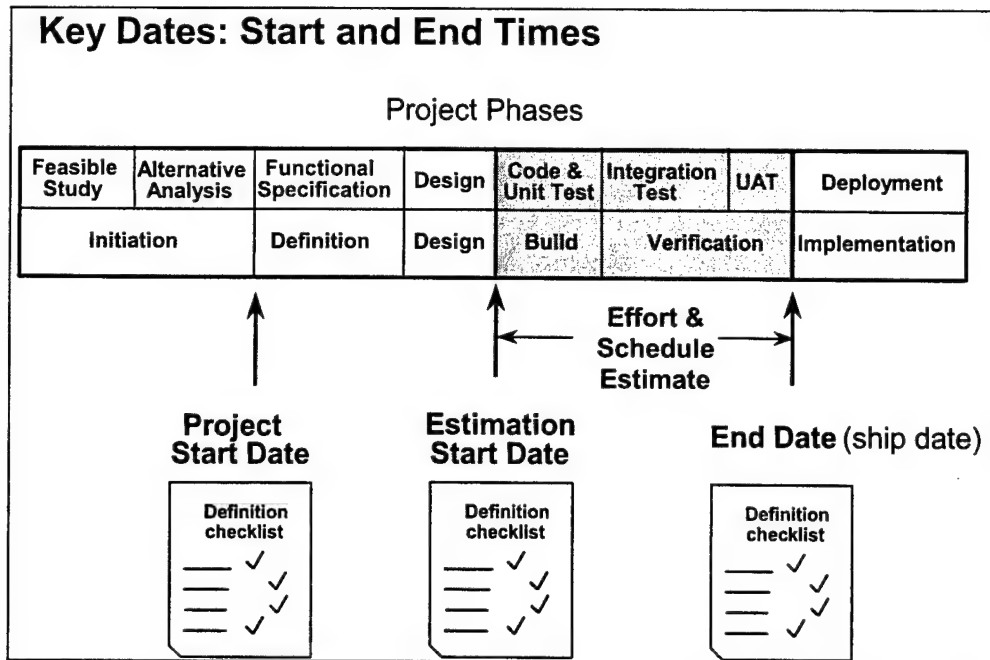 Key Dates: Start and End Times
Project Phases
Feasible
Study
Alternative
Analysis
Functional
Specification
Design
Code &
Unit Test
Integration
Test
UAT
Deployment
Initiation
Definition
Design
Build
Verification
Implementation
Effort &
Schedule
Estimate
Project
Start Date
Estimation
Start Date
End Date (ship date)
Definition
checklist
Definition
checklist
Definition
checklist